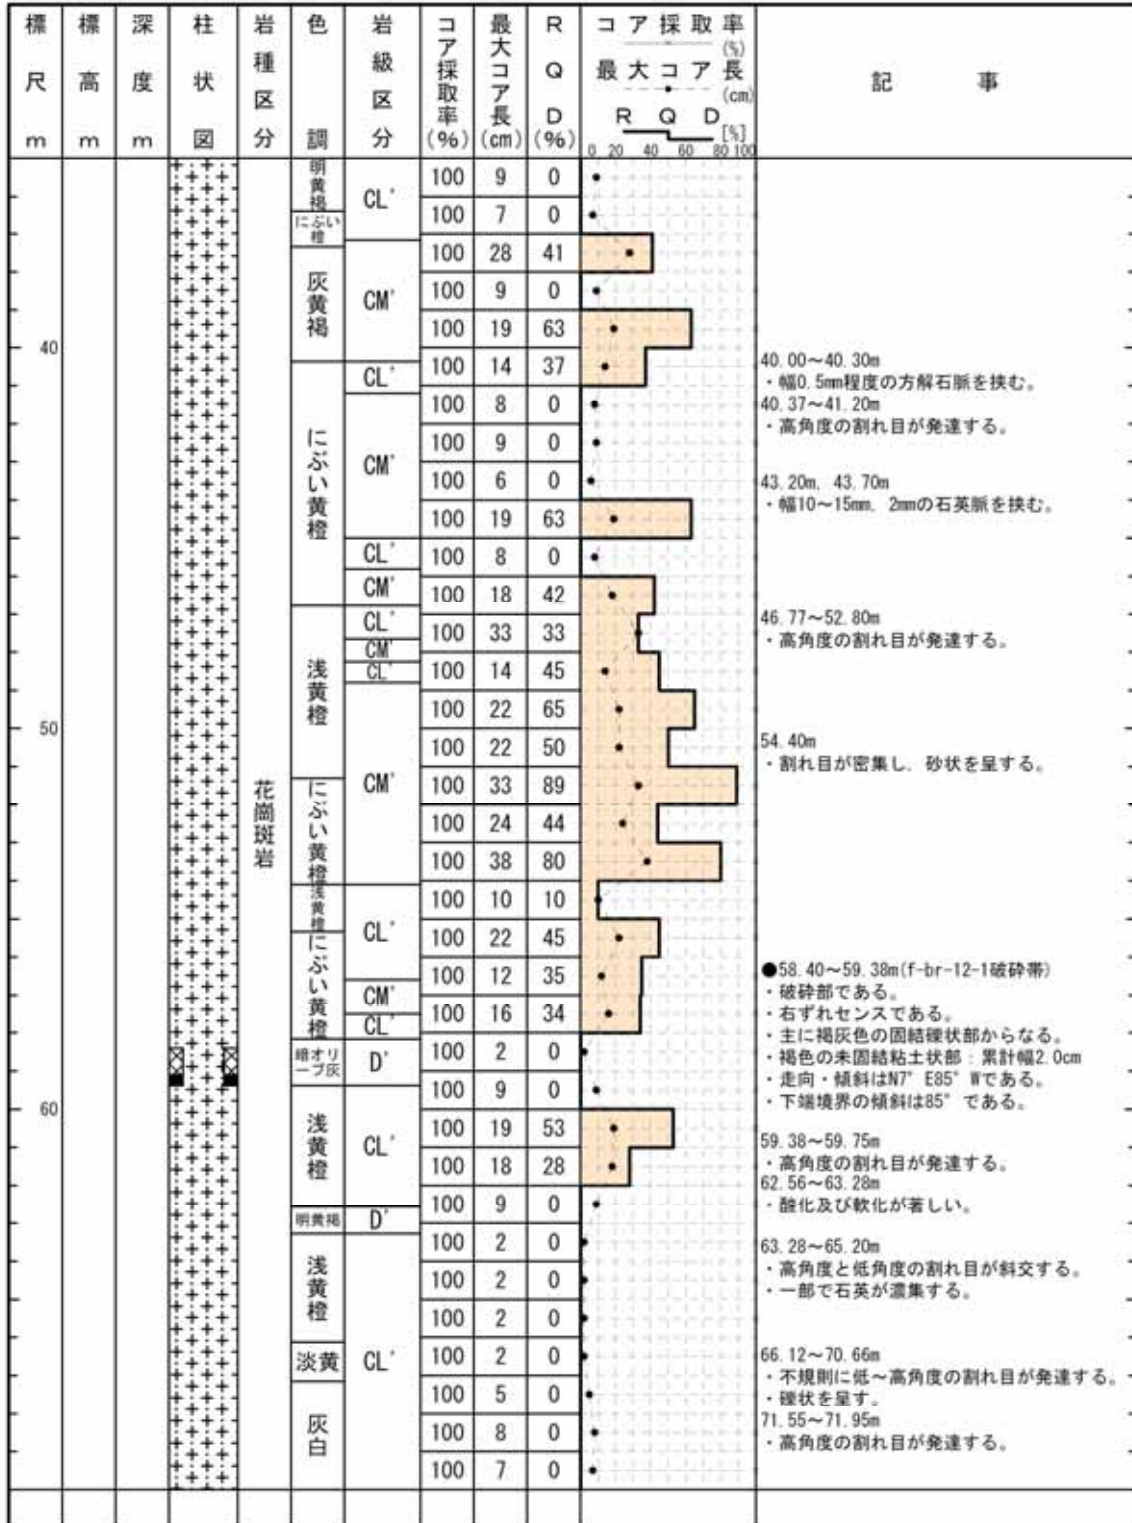 標尺 m
標高 m
深度 m
柱状図
岩種区分
色調
岩級区分
コア採取率(%)
最大コア長(cm)
RQD(%)
コア採取率(%)
最大コア長(cm)
RQD[%]
0 20 40 60 80 100
記事
40
50
60
花崗斑岩
明黄褐
にぶい橙
灰黄褐
にぶい黄橙
浅黄橙
にぶい黄橙
浅黄橙
にぶい黄橙
暗オリーブ灰
浅黄橙
明黄褐
浅黄橙
淡黄
灰白
CL'
CM'
CL'
CM'
CL'
CM'
CL'
CM'
CL'
CM'
CL'
CM'
CL'
D'
CL'
D'
CL'
100 9 0
100 7 0
100 28 41
100 9 0
100 19 63
100 14 37
100 8 0
100 9 0
100 6 0
100 19 63
100 8 0
100 18 42
100 33 33
100 14 45
100 22 65
100 22 50
100 33 89
100 24 44
100 38 80
100 10 10
100 22 45
100 12 35
100 16 34
100 2 0
100 9 0
100 19 53
100 18 28
100 9 0
100 2 0
100 2 0
100 2 0
100 2 0
100 5 0
100 8 0
100 7 0
40.00～40.30m
・幅0.5mm程度の方解石脈を挟む。
40.37～41.20m
・高角度の割れ目が発達する。
43.20m, 43.70m
・幅10～15mm, 2mmの石英脈を挟む。
46.77～52.80m
・高角度の割れ目が発達する。
54.40m
・割れ目が密集し, 砂状を呈する。
●58.40～59.38m(f-br-12-1破砕帯)
・破砕部である。
・右ずれセンスである。
・主に褐灰色の固結礫状部からなる。
・褐色の未固結粘土状部：累計幅2.0cm
・走向・傾斜はN7°E85°Wである。
・下端境界の傾斜は85°である。
59.38～59.75m
・高角度の割れ目が発達する。
62.56～63.28m
・酸化及び軟化が著しい。
63.28～65.20m
・高角度と低角度の割れ目が斜交する。
・一部で石英が濃集する。
66.12～70.66m
・不規則に低～高角度の割れ目が発達する。
・礫状を呈す。
71.55～71.95m
・高角度の割れ目が発達する。